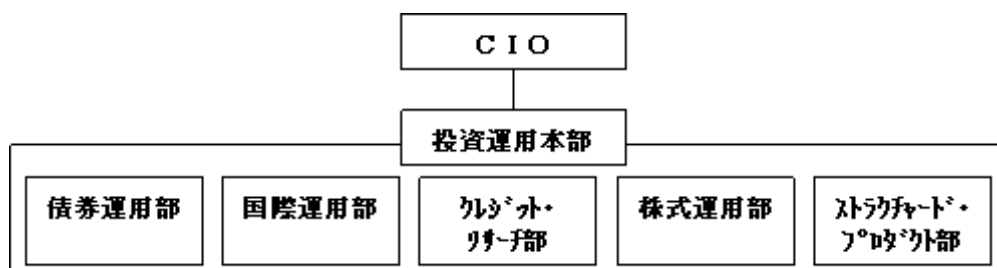 ＣＩＯ
投資運用本部
債券運用部
国際運用部
ｸﾚｼﾞｯﾄ・
ﾘｻｰﾁ部
株式運用部
ｽﾄﾗｸﾁｬｰﾄﾞ・
ﾌﾟﾛﾀﾞｸﾄ部